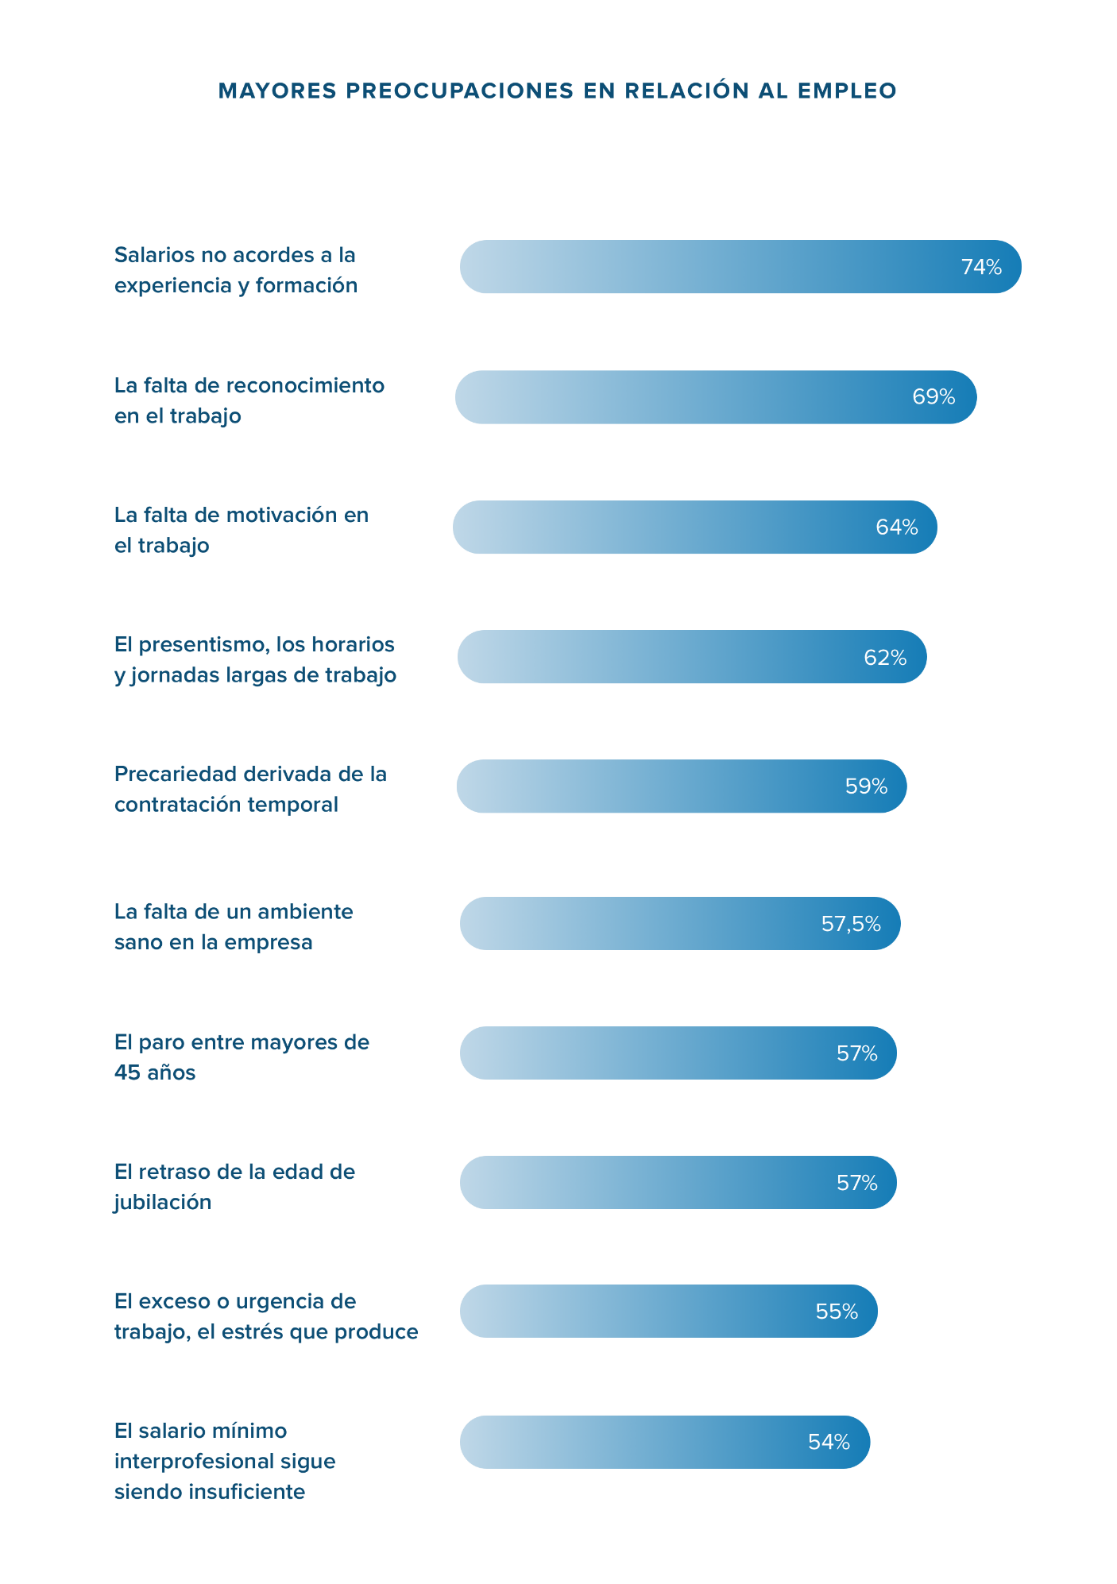 MAYORES PREOCUPACIONES EN RELACIÓN AL EMPLEO
Salarios no acordes a la
experiencia y formación
74%
La falta de reconocimiento
en el trabajo
69%
La falta de motivación en
el trabajo
64%
El presentismo, los horarios
y jornadas largas de trabajo
62%
Precariedad derivada de la
contratación temporal
59%
La falta de un ambiente
sano en la empresa
57,5%
El paro entre mayores de
45 años
57%
El retraso de la edad de
jubilación
57%
El exceso o urgencia de
trabajo, el estrés que produce
55%
El salario mínimo
interprofesional sigue
siendo insuficiente
54%